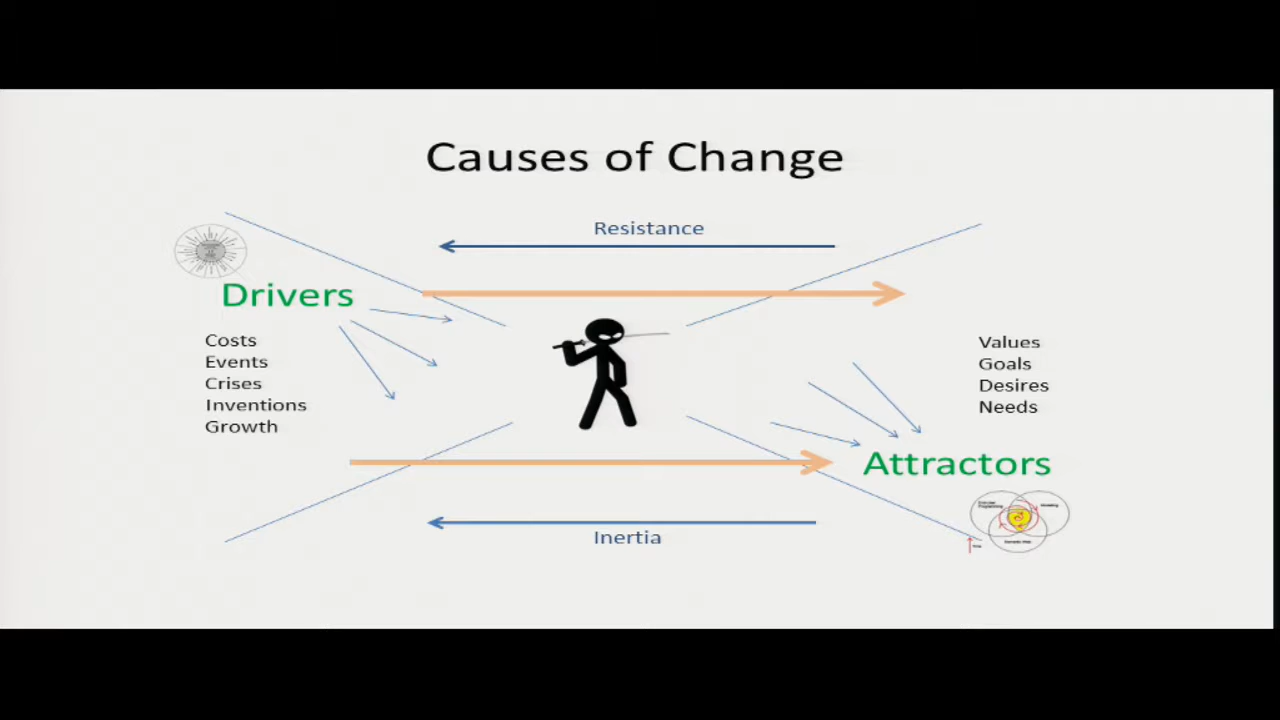 Causes of Change
Resistance
Drivers
Costs
Events
Crises
Inventions
Growth
Values
Goals
Desires
Needs
Attractors
Inertia